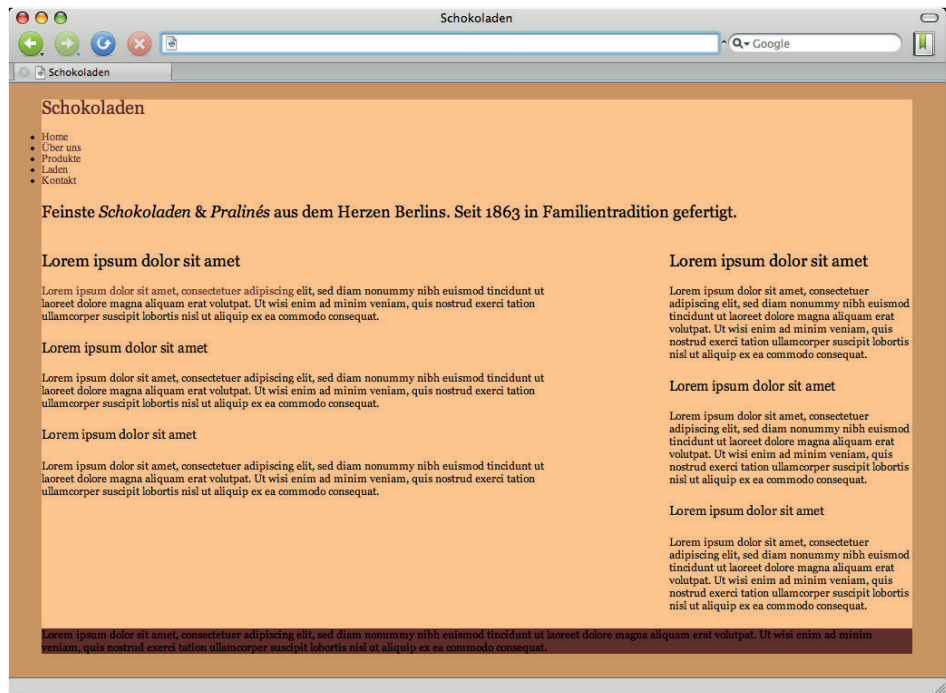 Schokoladen
Google
Schokoladen
Schokoladen
Home
Über uns
Produkte
Laden
Kontakt
Feinste Schokoladen & Pralinés aus dem Herzen Berlins. Seit 1863 in Familientradition gefertigt.
Lorem ipsum dolor sit amet
Lorem ipsum dolor sit amet, consectetuer adipiscing elit, sed diam nonummy nibh euismod tincidunt ut
laoreet dolore magna aliquam erat volutpat. Ut wisi enim ad minim veniam, quis nostrud exerci tation
ullamcorper suscipit lobortis nisl ut aliquip ex ea commodo consequat.
Lorem ipsum dolor sit amet
Lorem ipsum dolor sit amet, consectetuer adipiscing elit, sed diam nonummy nibh euismod tincidunt ut
laoreet dolore magna aliquam erat volutpat. Ut wisi enim ad minim veniam, quis nostrud exerci tation
ullamcorper suscipit lobortis nisl ut aliquip ex ea commodo consequat.
Lorem ipsum dolor sit amet
Lorem ipsum dolor sit amet, consectetuer adipiscing elit, sed diam nonummy nibh euismod tincidunt ut
laoreet dolore magna aliquam erat volutpat. Ut wisi enim ad minim veniam, quis nostrud exerci tation
ullamcorper suscipit lobortis nisl ut aliquip ex ea commodo consequat.
Lorem ipsum dolor sit amet
Lorem ipsum dolor sit amet, consectetuer
adipiscing elit, sed diam nonummy nibh euismod
tincidunt ut laoreet dolore magna aliquam erat
volutpat. Ut wisi enim ad minim veniam, quis
nostrud exerci tation ullamcorper suscipit lobortis
nisl ut aliquip ex ea commodo consequat.
Lorem ipsum dolor sit amet
Lorem ipsum dolor sit amet, consectetuer
adipiscing elit, sed diam nonummy nibh euismod
tincidunt ut laoreet dolore magna aliquam erat
volutpat. Ut wisi enim ad minim veniam, quis
nostrud exerci tation ullamcorper suscipit lobortis
nisl ut aliquip ex ea commodo consequat.
Lorem ipsum dolor sit amet
Lorem ipsum dolor sit amet, consectetuer
adipiscing elit, sed diam nonummy nibh euismod
tincidunt ut laoreet dolore magna aliquam erat
volutpat. Ut wisi enim ad minim veniam, quis
nostrud exerci tation ullamcorper suscipit lobortis
nisl ut aliquip ex ea commodo consequat.
Lorem ipsum dolor sit amet, consectetuer adipiscing elit, sed diam nonummy nibh euismod tincidunt ut laoreet dolore magna aliquam erat volutpat. Ut wisi enim ad minim
veniam, quis nostrud exerci tation ullamcorper suscipit lobortis nisl ut aliquip ex ea commodo consequat.